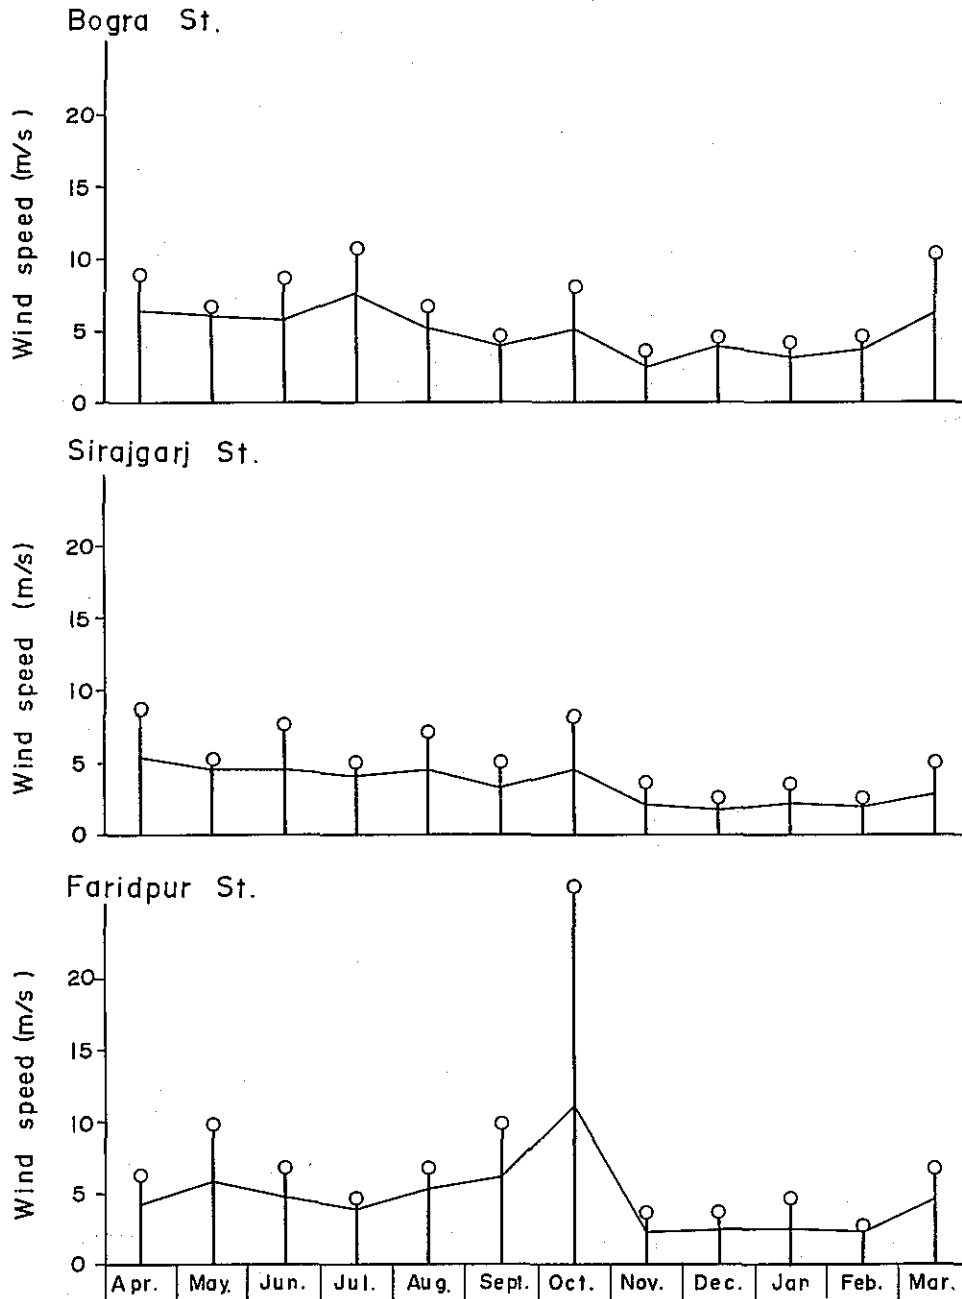 Bogra St.
Wind speed (m/s)
20
15
10
5
0
Sirajgarj St.
Wind speed (m/s)
20
15
10
5
0
Faridpur St.
Wind speed (m/s)
20
15
10
5
0
Apr. May. Jun. Jul. Aug. Sept. Oct. Nov. Dec. Jan Feb. Mar.